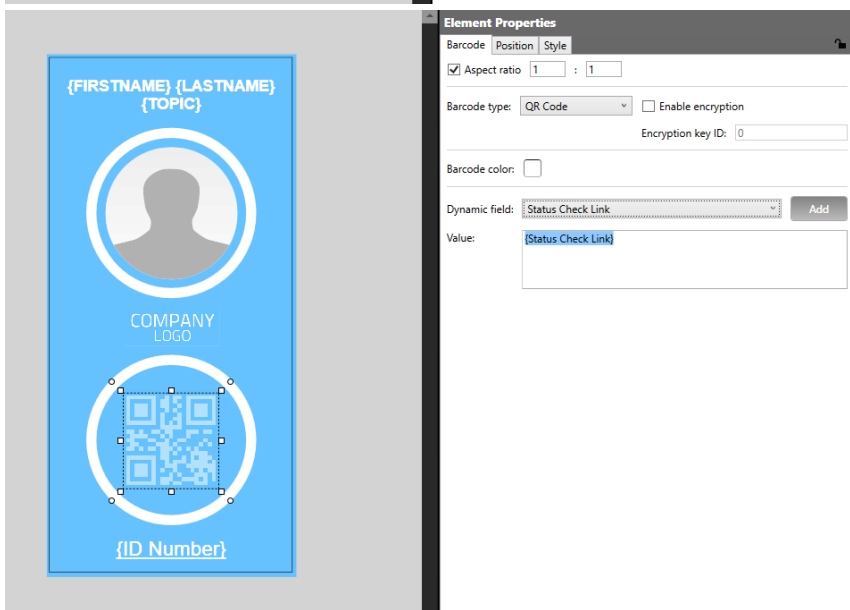 {FIRSTNAME} {LASTNAME}
{TOPIC}
COMPANY
LOGO
{ID Number}
Element Properties
Barcode Position Style
Aspect ratio 1 : 1
Barcode type: QR Code Enable encryption
Encryption key ID: 0
Barcode color:
Dynamic field: Status Check Link Add
Value: {Status Check Link}